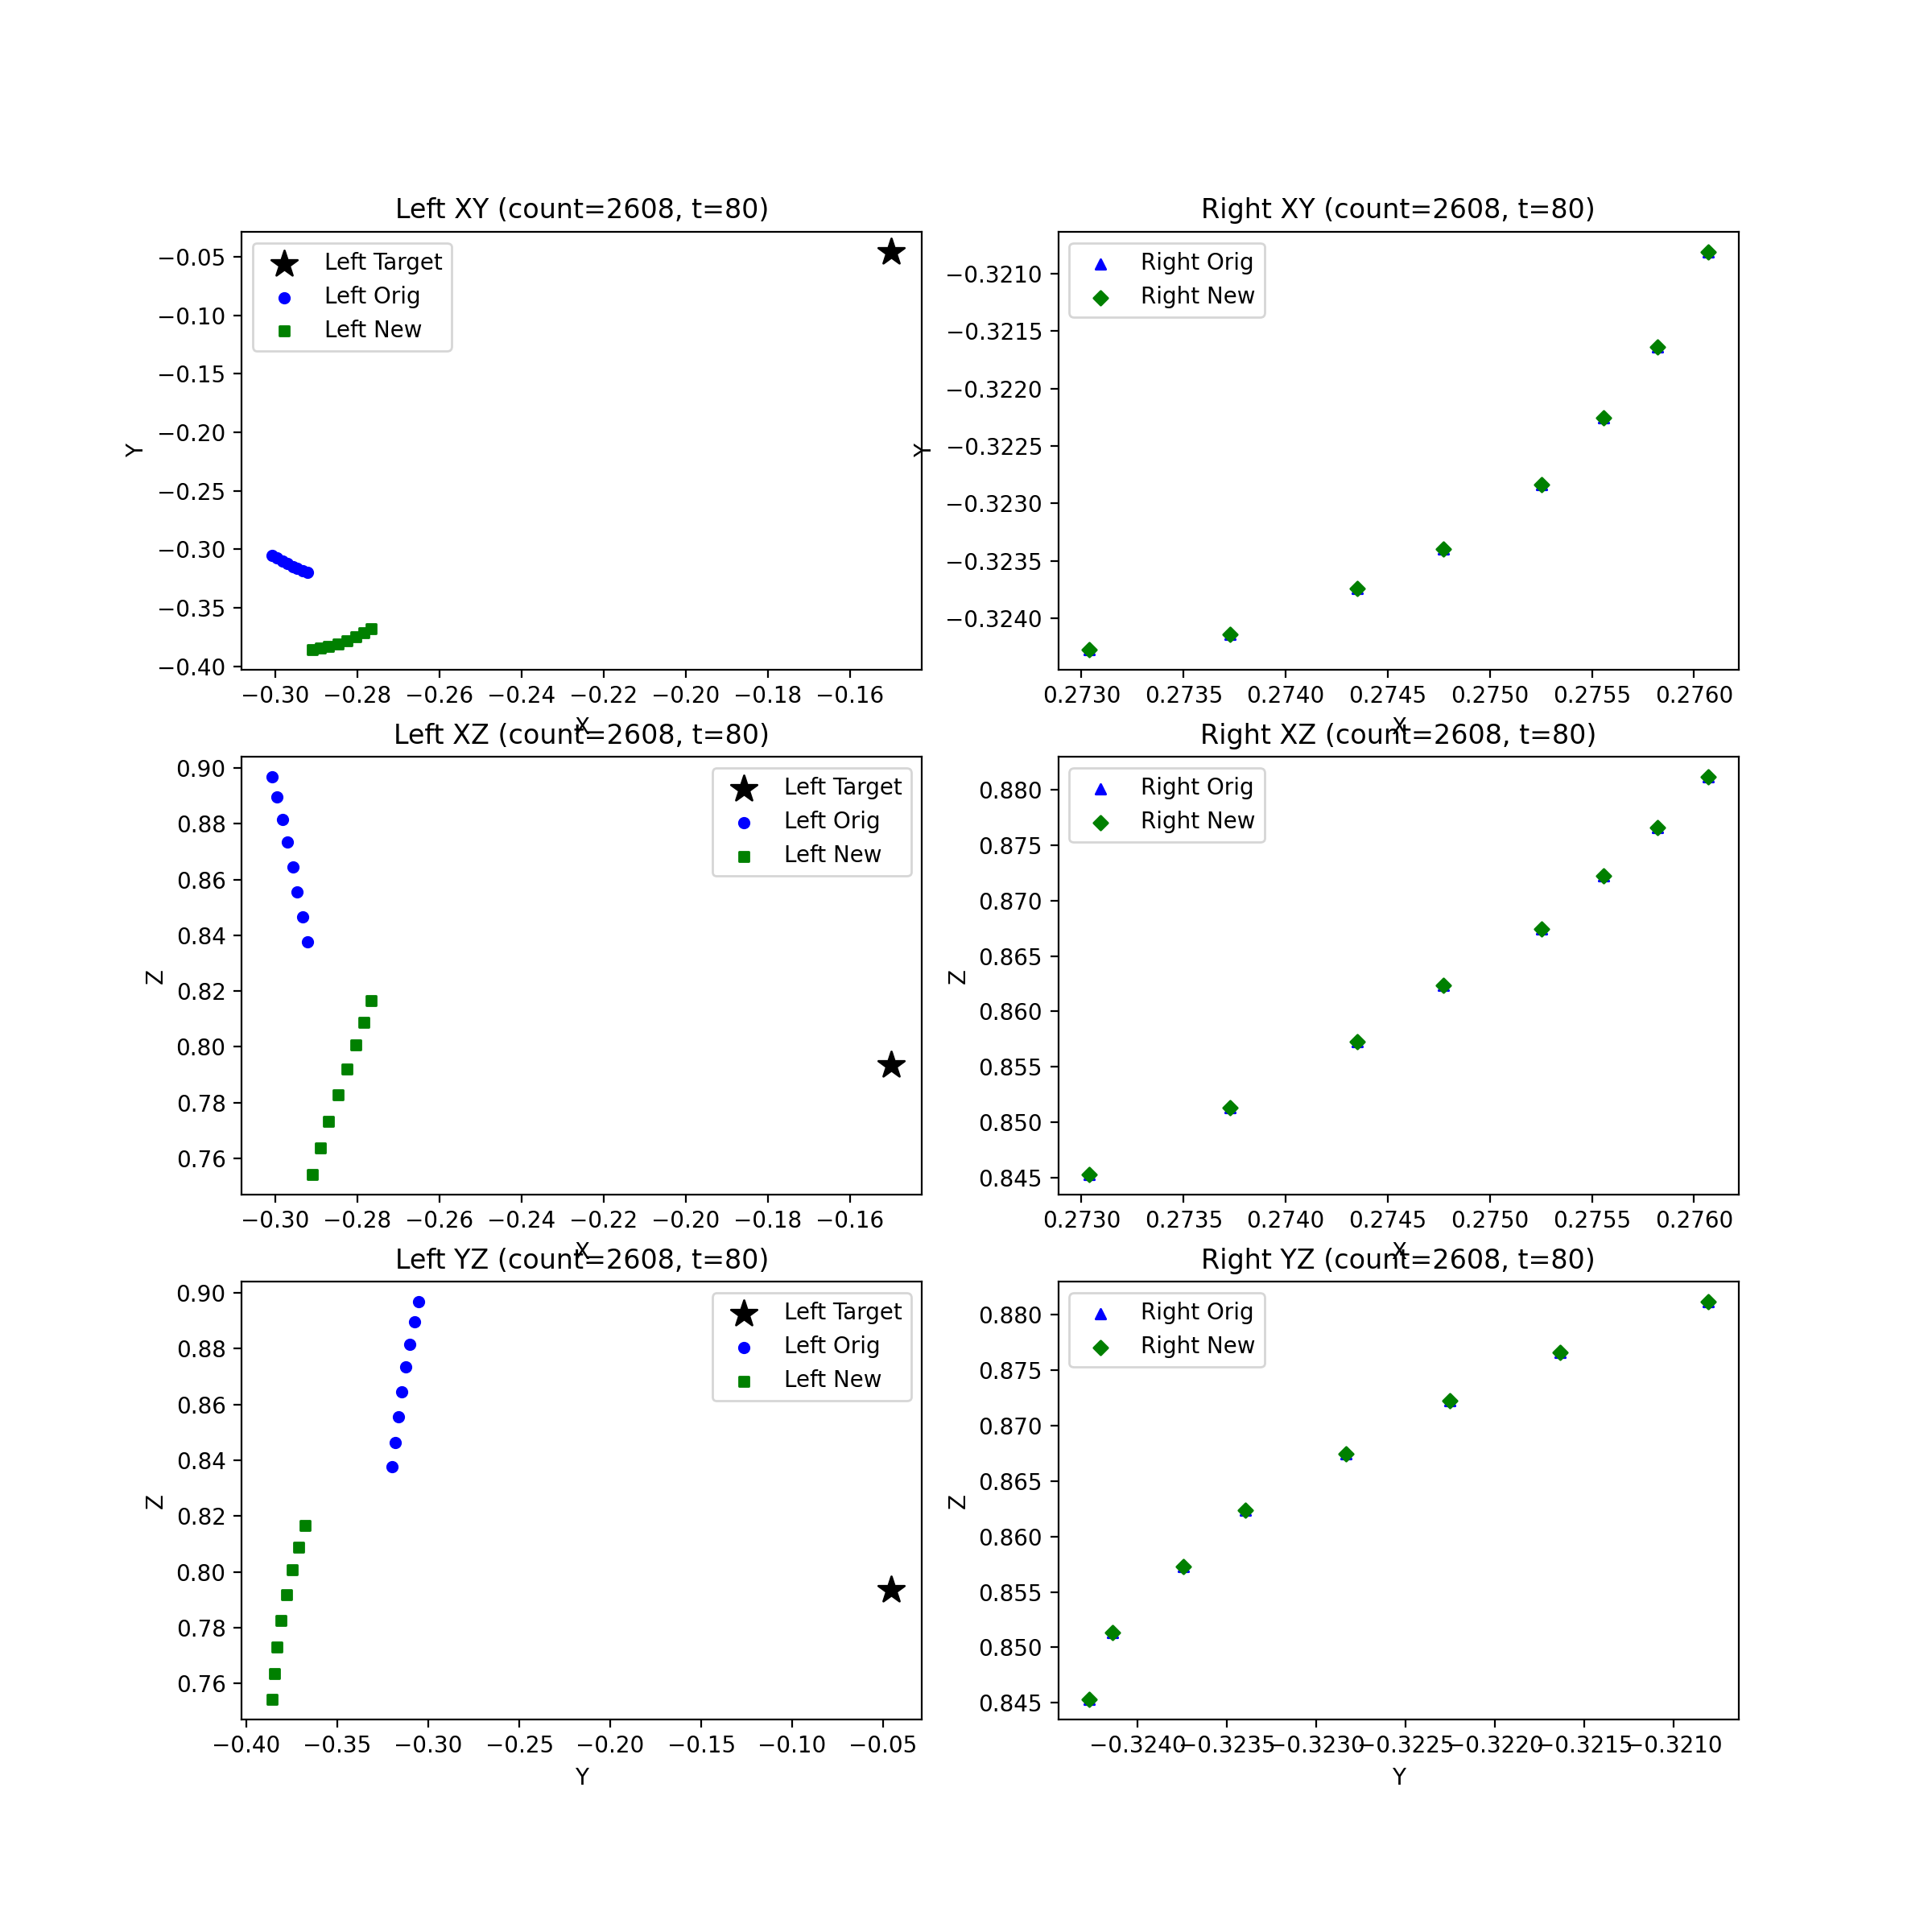 Left XY (count=2608, t=80)
Left Target
Left Orig
Left New
−0.05
−0.10
−0.15
−0.20
−0.25
−0.30
−0.35
−0.40
Y
−0.30 −0.28 −0.26 −0.24 −0.22 −0.20 −0.18 −0.16
X
Right XY (count=2608, t=80)
Right Orig
Right New
−0.3210
−0.3215
−0.3220
−0.3225
−0.3230
−0.3235
−0.3240
Y
0.2730 0.2735 0.2740 0.2745 0.2750 0.2755 0.2760
X
Left XZ (count=2608, t=80)
Left Target
Left Orig
Left New
0.90
0.88
0.86
0.84
0.82
0.80
0.78
0.76
Z
−0.30 −0.28 −0.26 −0.24 −0.22 −0.20 −0.18 −0.16
X
Right XZ (count=2608, t=80)
Right Orig
Right New
0.880
0.875
0.870
0.865
0.860
0.855
0.850
0.845
Z
0.2730 0.2735 0.2740 0.2745 0.2750 0.2755 0.2760
X
Left YZ (count=2608, t=80)
Left Target
Left Orig
Left New
0.90
0.88
0.86
0.84
0.82
0.80
0.78
0.76
Z
−0.40 −0.35 −0.30 −0.25 −0.20 −0.15 −0.10 −0.05
Y
Right YZ (count=2608, t=80)
Right Orig
Right New
0.880
0.875
0.870
0.865
0.860
0.855
0.850
0.845
Z
−0.3240 −0.3235 −0.3230 −0.3225 −0.3220 −0.3215 −0.3210
Y